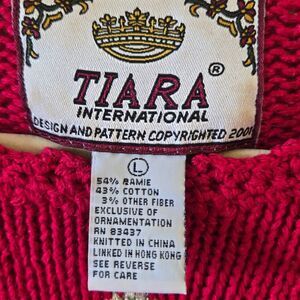 TIARA ®
INTERNATIONAL
DESIGN AND PATTERN COPYRIGHTED 2001
L
54% RAMIE
43% COTTON
3% OTHER FIBER
EXCLUSIVE OF
ORNAMENTATION
RN 83437
KNITTED IN CHINA
LINKED IN HONG KONG
SEE REVERSE
FOR CARE